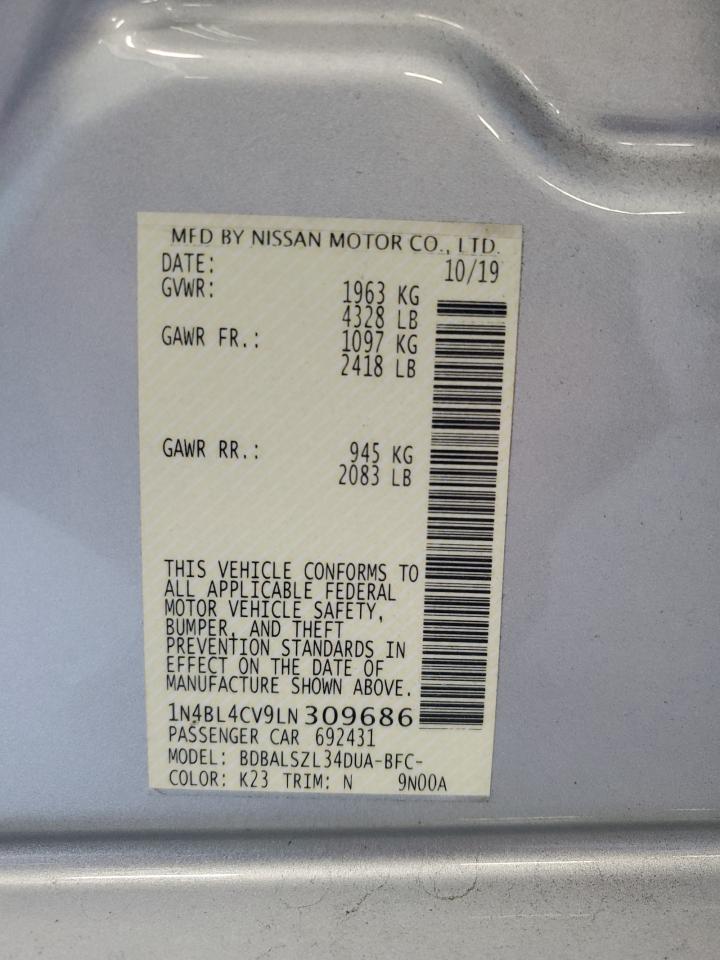 MFD BY NISSAN MOTOR CO., LTD.
DATE: 10/19
GVWR: 1963 KG
4328 LB
GAWR FR.: 1097 KG
2418 LB
GAWR RR.: 945 KG
2083 LB
THIS VEHICLE CONFORMS TO
ALL APPLICABLE FEDERAL
MOTOR VEHICLE SAFETY,
BUMPER, AND THEFT
PREVENTION STANDARDS IN
EFFECT ON THE DATE OF
MANUFACTURE SHOWN ABOVE.
1N4BL4CV9LN309686
PASSENGER CAR 692431
MODEL: BDBALSZL34DUA-BFC-
COLOR: K23 TRIM: N 9N00A